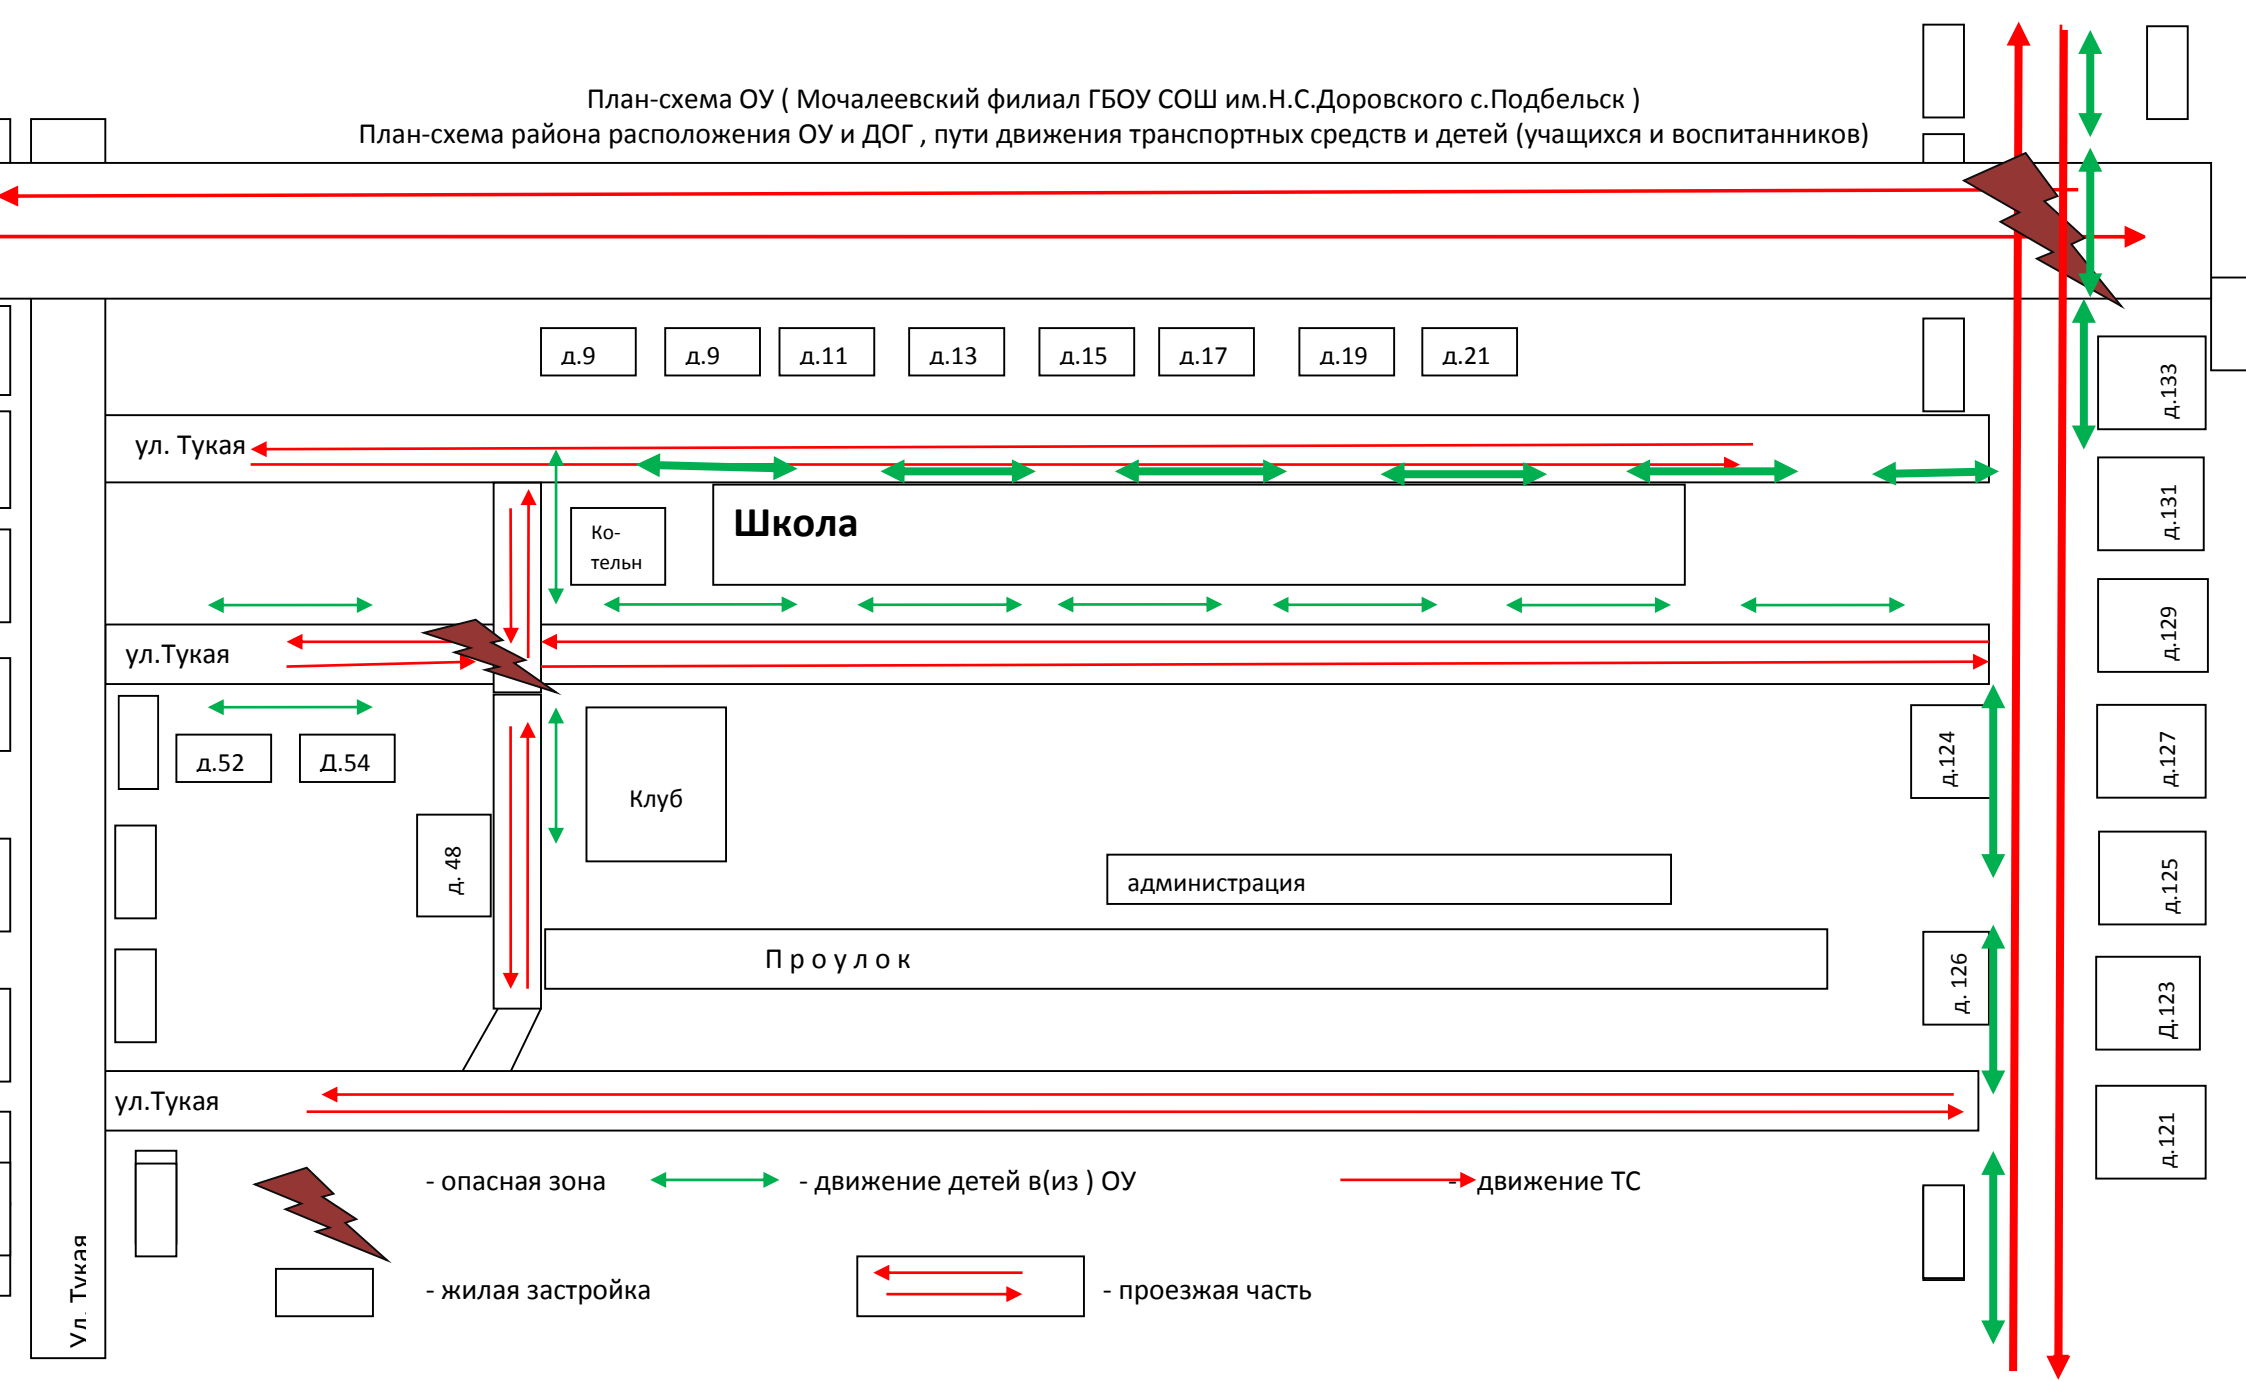 План-схема ОУ ( Мочалеевский филиал ГБОУ СОШ им.Н.С.Доровского с.Подбельск )
План-схема района расположения ОУ и ДОГ , пути движения транспортных средств и детей (учащихся и воспитанников)
д.9
д.9
д.11
д.13
д.15
д.17
д.19
д.21
д.133
ул. Тукая
Школа
Ко-
тельн
д.131
ул.Тукая
д.129
д.52
Д.54
Клуб
д.124
д.127
д. 48
администрация
д.125
Проулок
д. 126
Д.123
ул.Тукая
д.121
- опасная зона
- движение детей в(из ) ОУ
- движение ТС
Ул. Тукая
- жилая застройка
- проезжая часть